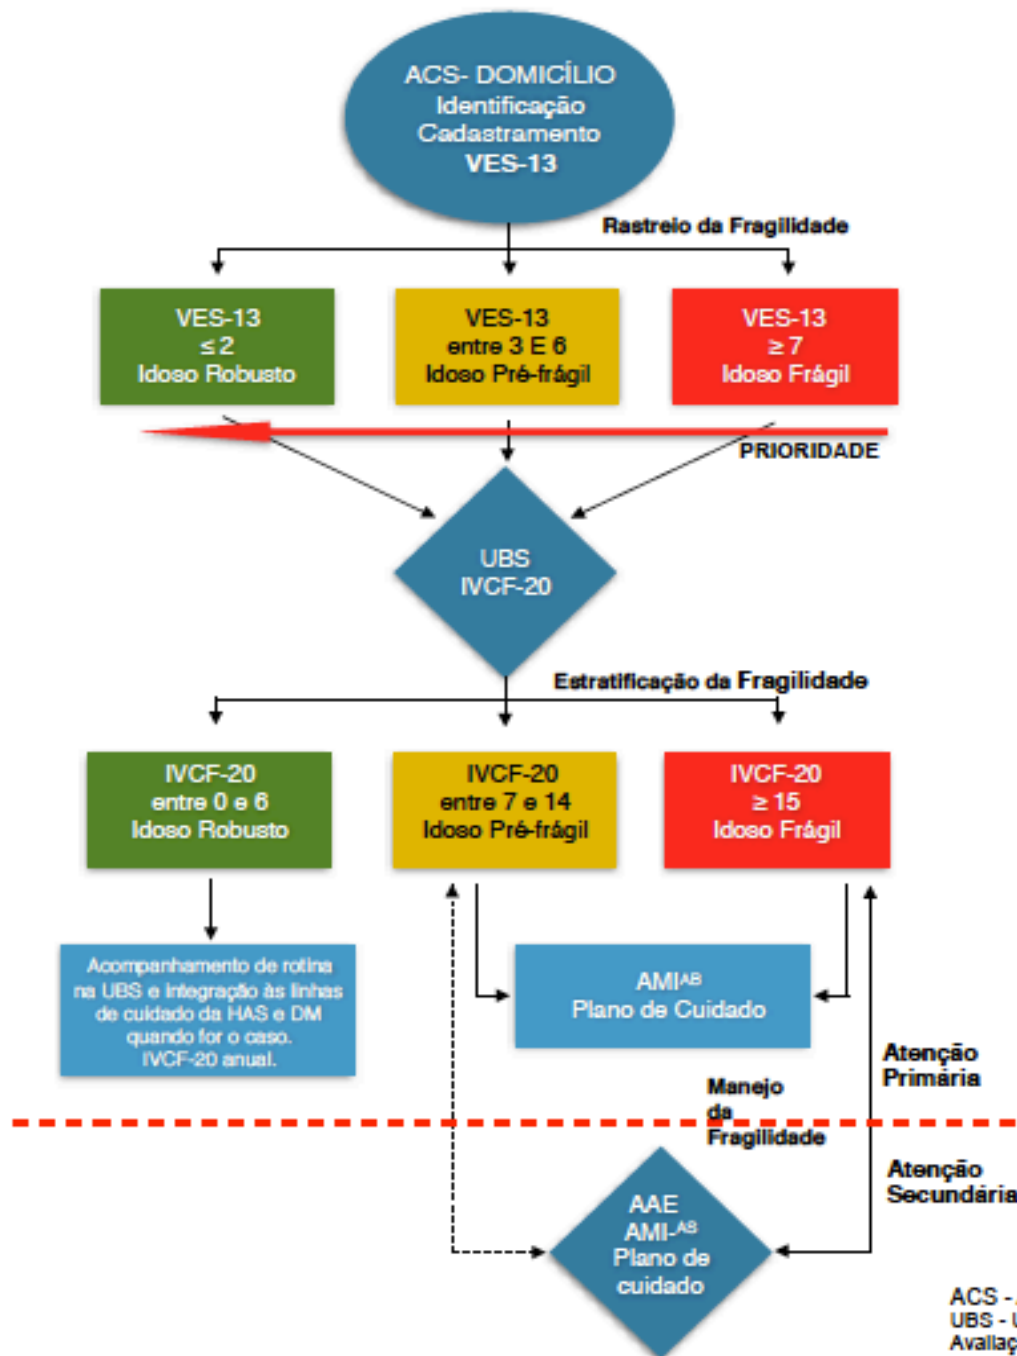 ACS- DOMICÍLIO
Identificação
Cadastramento
VES-13
Rastreio da Fragilidade
VES-13
≤ 2
Idoso Robusto
VES-13
entre 3 E 6
Idoso Pré-frágil
VES-13
≥ 7
Idoso Frágil
PRIORIDADE
UBS
IVCF-20
Estratificação da Fragilidade
IVCF-20
entre 0 e 6
Idoso Robusto
IVCF-20
entre 7 e 14
Idoso Pré-frágil
IVCF-20
≥ 15
Idoso Frágil
Acompanhamento de rotina
na UBS e integração às linhas
de cuidado da HAS e DM
quando for o caso.
IVCF-20 anual.
AMIAB
Plano de Cuidado
Atenção
Primária
Manejo
da
Fragilidade
Atenção
Secundária
AAE
AMI-AS
Plano de
cuidado
ACS -
UBS -